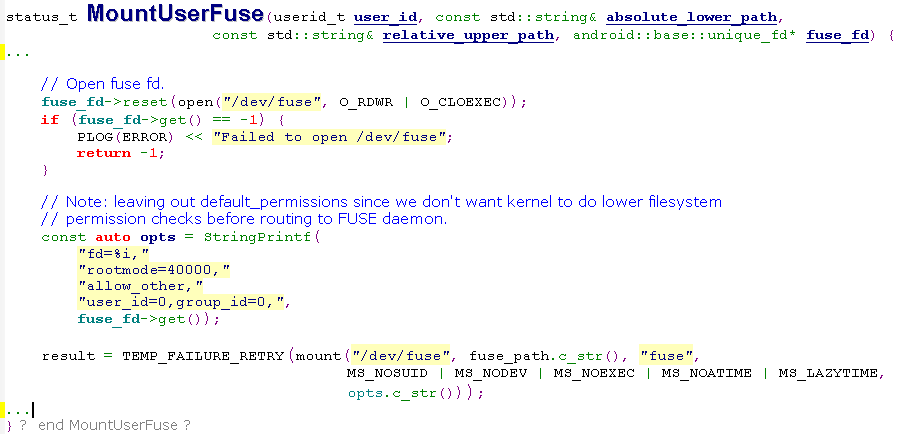 status_t MountUserFuse(userid_t user_id, const std::string& absolute_lower_path,
const std::string& relative_upper_path, android::base::unique_fd* fuse_fd) {
...
// Open fuse fd.
fuse_fd->reset(open("/dev/fuse", O_RDWR | O_CLOEXEC));
if (fuse_fd->get() == -1) {
PLOG(ERROR) << "Failed to open /dev/fuse";
return -1;
}
// Note: leaving out default_permissions since we don't want kernel to do lower filesystem
// permission checks before routing to FUSE daemon.
const auto opts = StringPrintf(
"fd=%i,"
"rootmode=40000,"
"allow_other,"
"user_id=0,group_id=0,",
fuse_fd->get());
result = TEMP_FAILURE_RETRY(mount("/dev/fuse", fuse_path.c_str(), "fuse",
MS_NOSUID | MS_NODEV | MS_NOEXEC | MS_NOATIME | MS_LAZYTIME,
opts.c_str()));
...
} ? end MountUserFuse ?